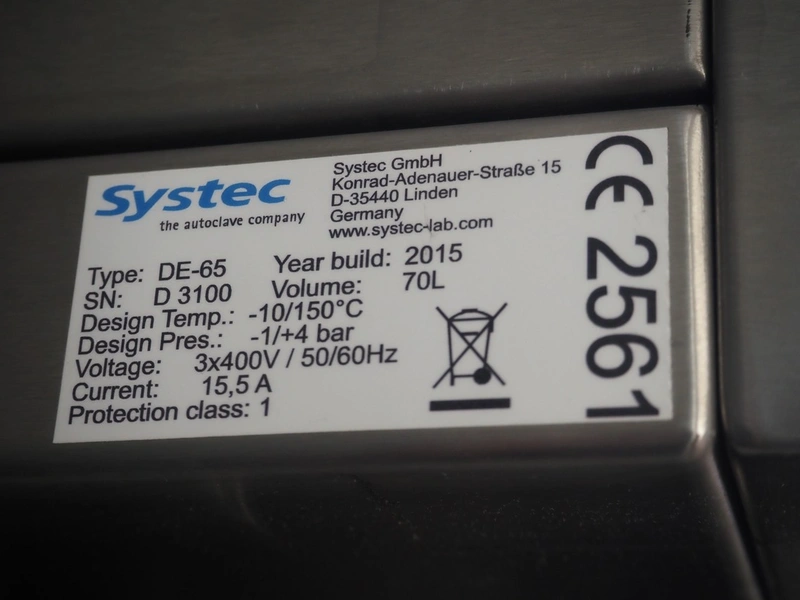 Systec
the autoclave company
Systec GmbH
Konrad-Adenauer-Straße 15
D-35440 Linden
Germany
www.systec-lab.com
Type: DE-65 Year build: 2015
SN: D 3100 Volume: 70L
Design Temp.: -10/150°C
Design Pres.: -1/+4 bar
Voltage: 3x400V / 50/60Hz
Current: 15,5 A
Protection class: 1
CE 2561